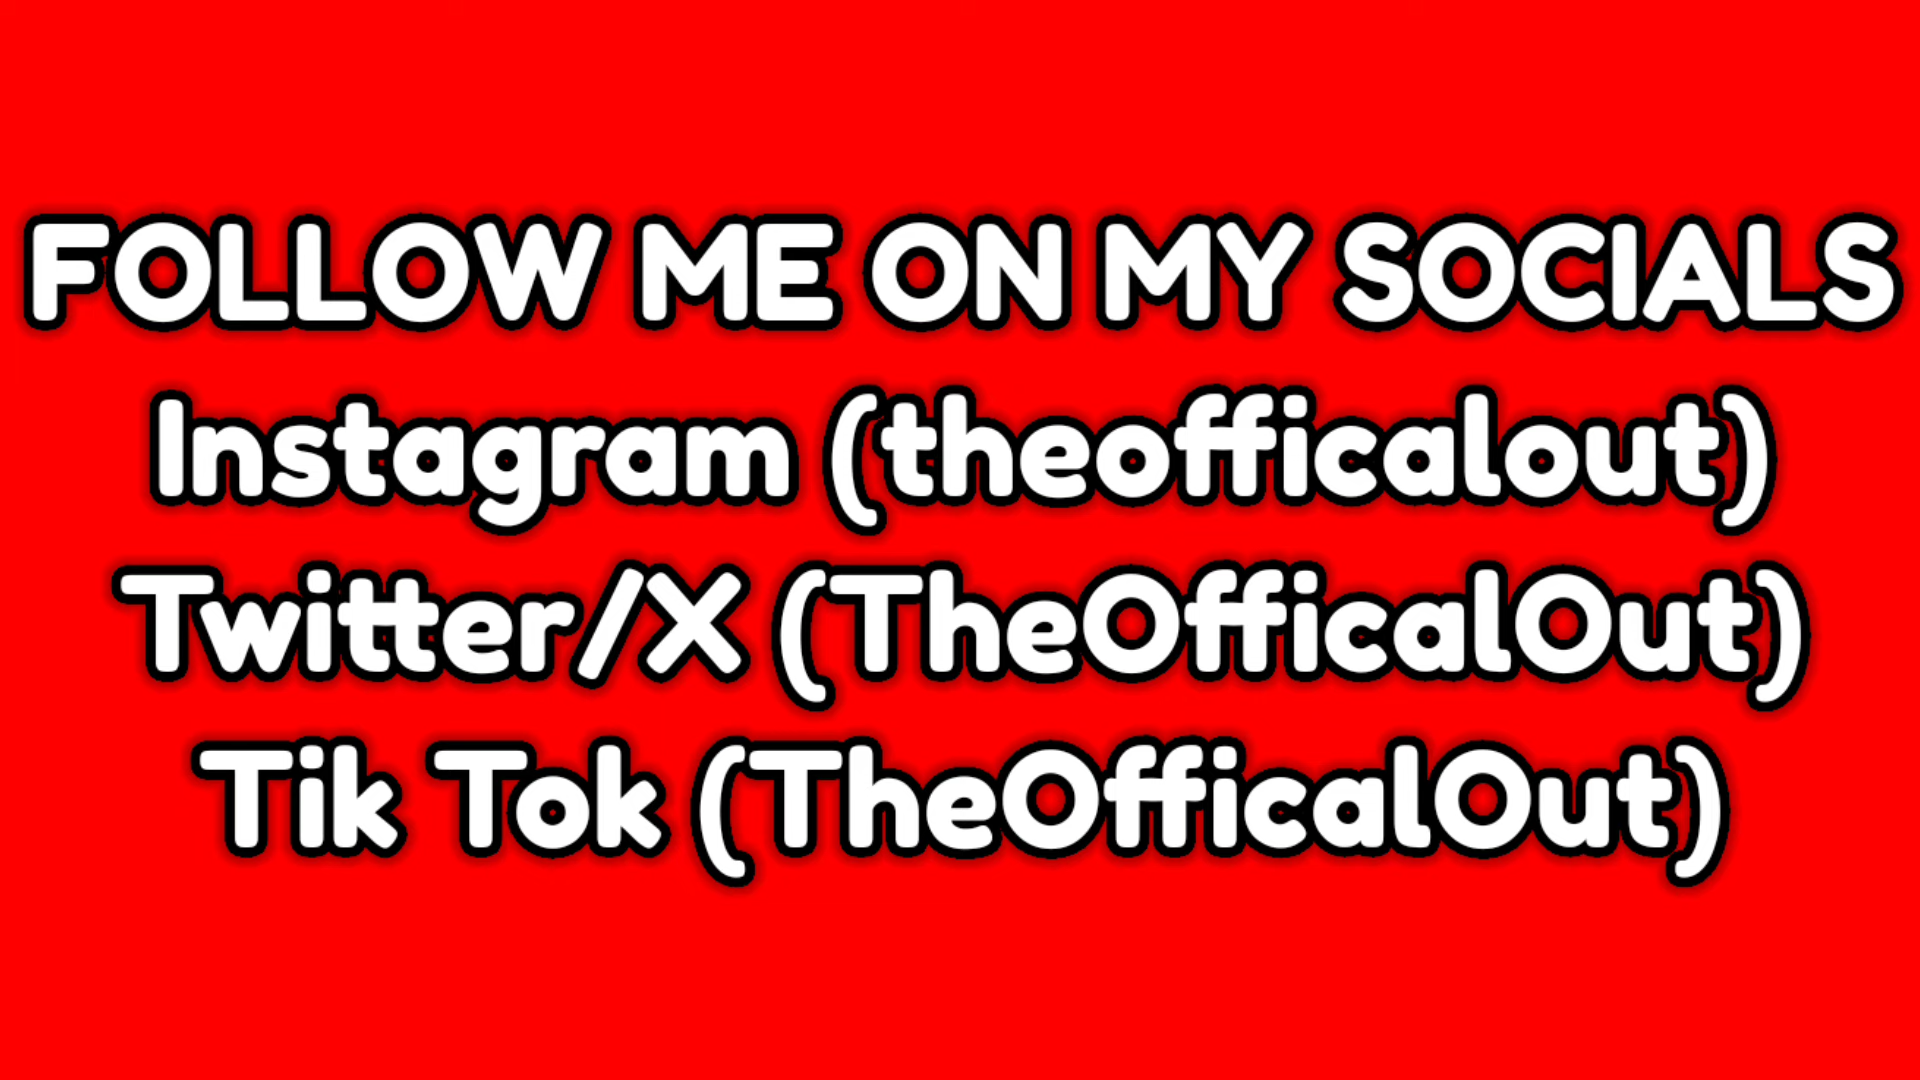 FOLLOW ME ON MY SOCIALS
Instagram (theofficalout)
Twitter/X (TheOfficalOut)
Tik Tok (TheOfficalOut)